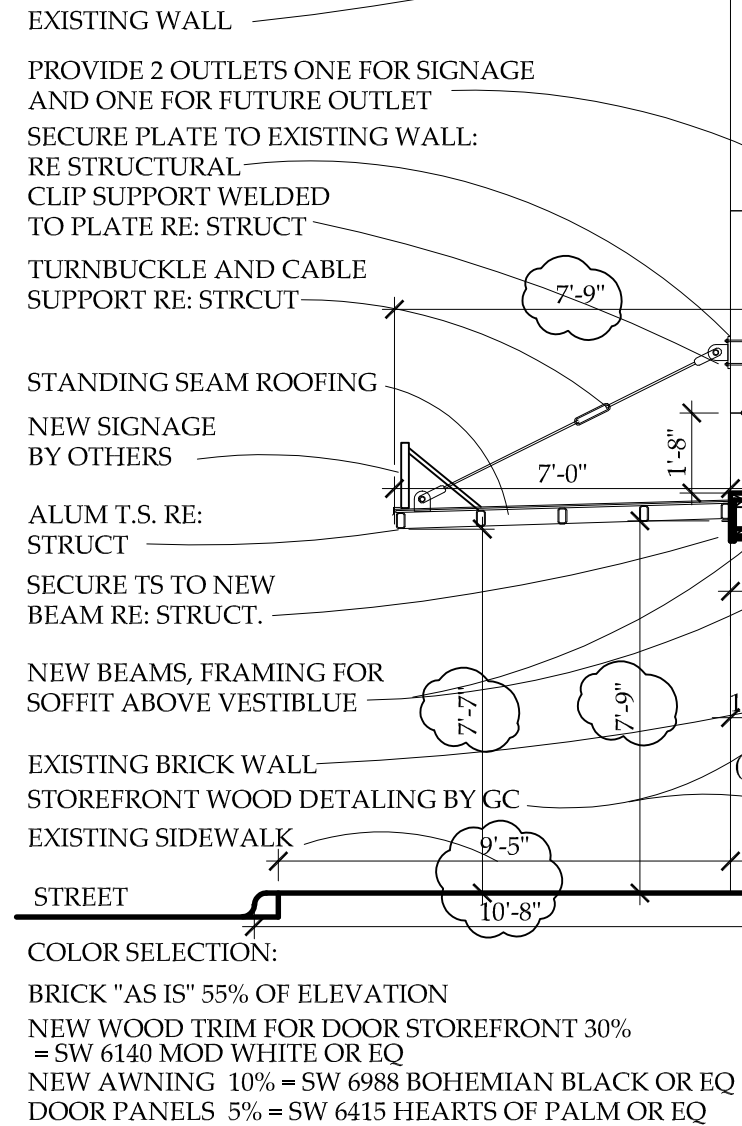 EXISTING WALL
PROVIDE 2 OUTLETS ONE FOR SIGNAGE
AND ONE FOR FUTURE OUTLET
SECURE PLATE TO EXISTING WALL:
RE STRUCTURAL
CLIP SUPPORT WELDED
TO PLATE RE: STRUCT
TURNBUCKLE AND CABLE
SUPPORT RE: STRCUT
7'-9"
STANDING SEAM ROOFING
NEW SIGNAGE
BY OTHERS
1'-8"
7'-0"
ALUM T.S. RE:
STRUCT
SECURE TS TO NEW
BEAM RE: STRUCT.
NEW BEAMS, FRAMING FOR
SOFFIT ABOVE VESTIBLUE
7'-7"
7'-9"
EXISTING BRICK WALL
STOREFRONT WOOD DETALING BY GC
EXISTING SIDEWALK
9'-5"
STREET
10'-8"
COLOR SELECTION:
BRICK "AS IS" 55% OF ELEVATION
NEW WOOD TRIM FOR DOOR STOREFRONT 30%
= SW 6140 MOD WHITE OR EQ
NEW AWNING 10% = SW 6988 BOHEMIAN BLACK OR EQ
DOOR PANELS 5% = SW 6415 HEARTS OF PALM OR EQ